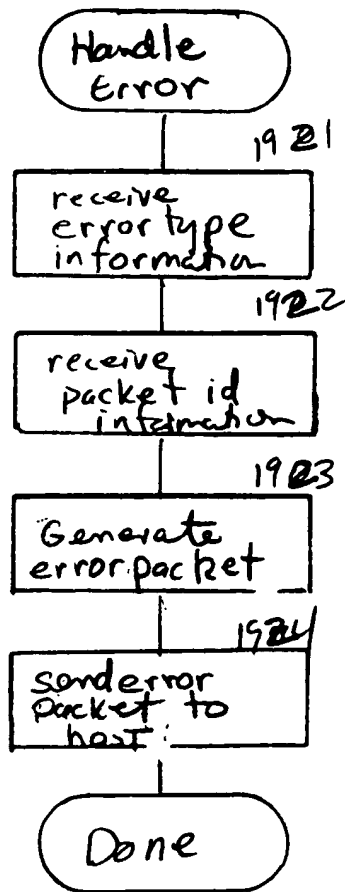 Handle
Error
1921
receive
error type
information
1922
receive
packet id
information
1923
Generate
error packet
1924
send error
packet to
host
Done